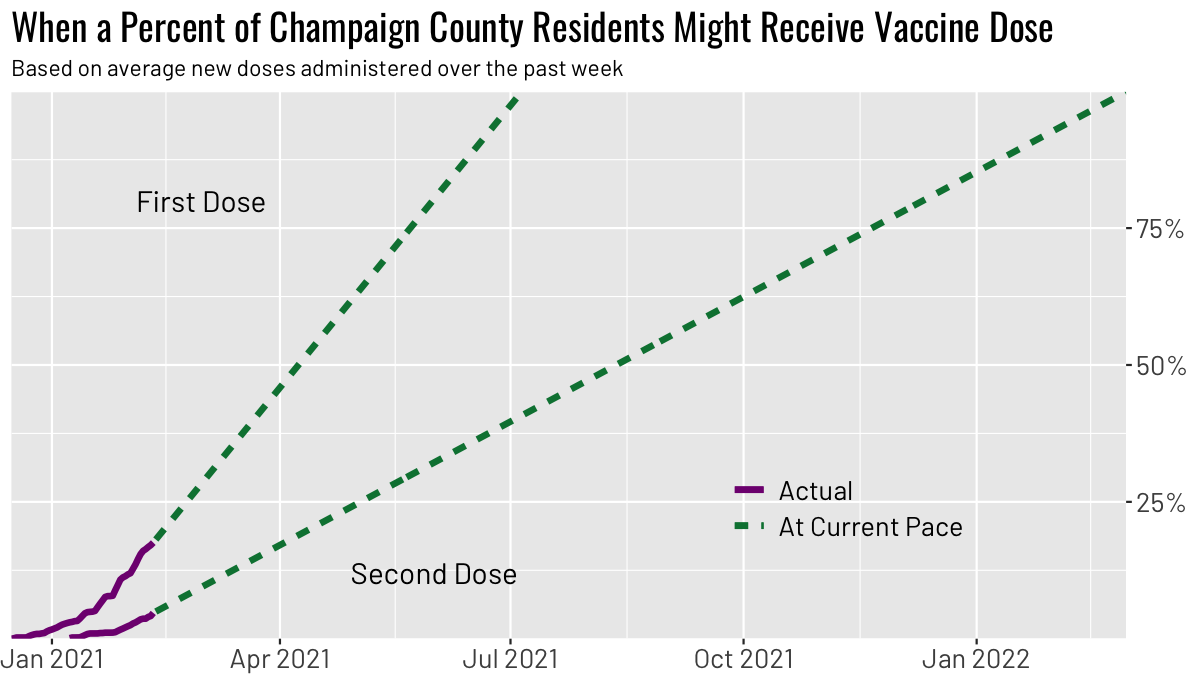 When a Percent of Champaign County Residents Might Receive Vaccine Dose
Based on average new doses administered over the past week
First Dose
75%
50%
Actual
25%
At Current Pace
Second Dose
Jan 2021 Apr 2021 Jul 2021 Oct 2021 Jan 2022